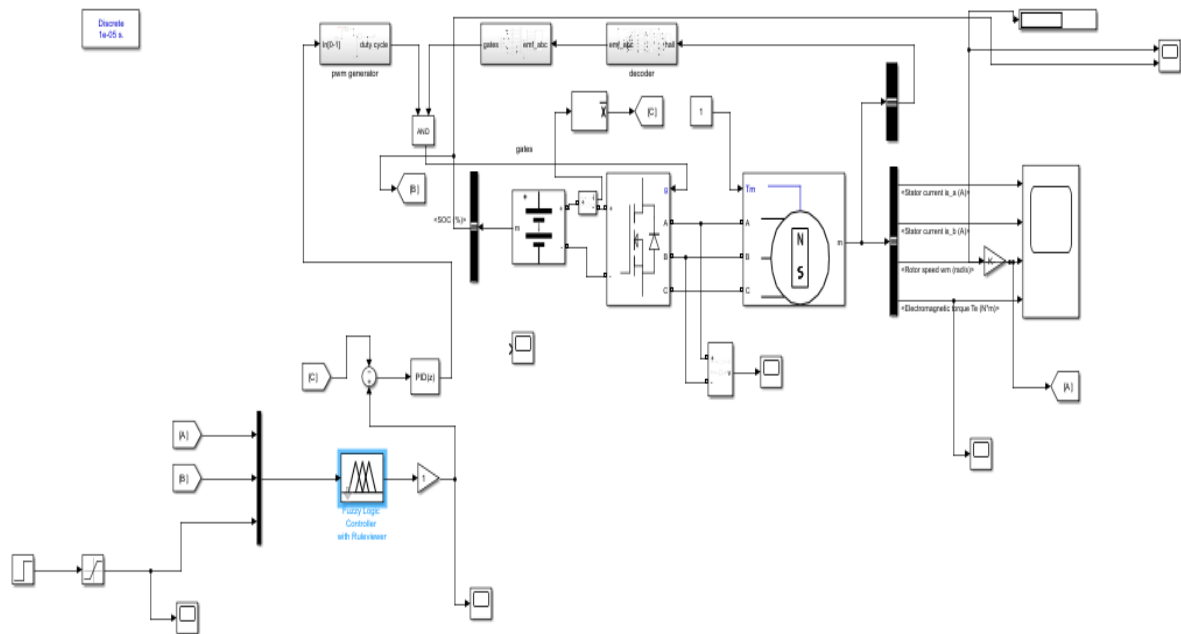 Discrete
1e-05 s.
In[0-1]
duty cycle
pwm generator
gates
emf_abc
emf_abc
hall
decoder
AND
[C]
1
gates
[B]
<SOC (%)>
m
+
-
+
-
g
A
B
C
Tm
A
B
C
N
S
m
<Stator current is_a (A)>
<Stator current is_b (A)>
<Rotor speed wm (rad/s)>
<Electromagnetic torque Te (N*m)>
K
[C]
PID(z)
+
-
v
[A]
[A]
[B]
1
Fuzzy Logic
Controller
with Ruleviewer